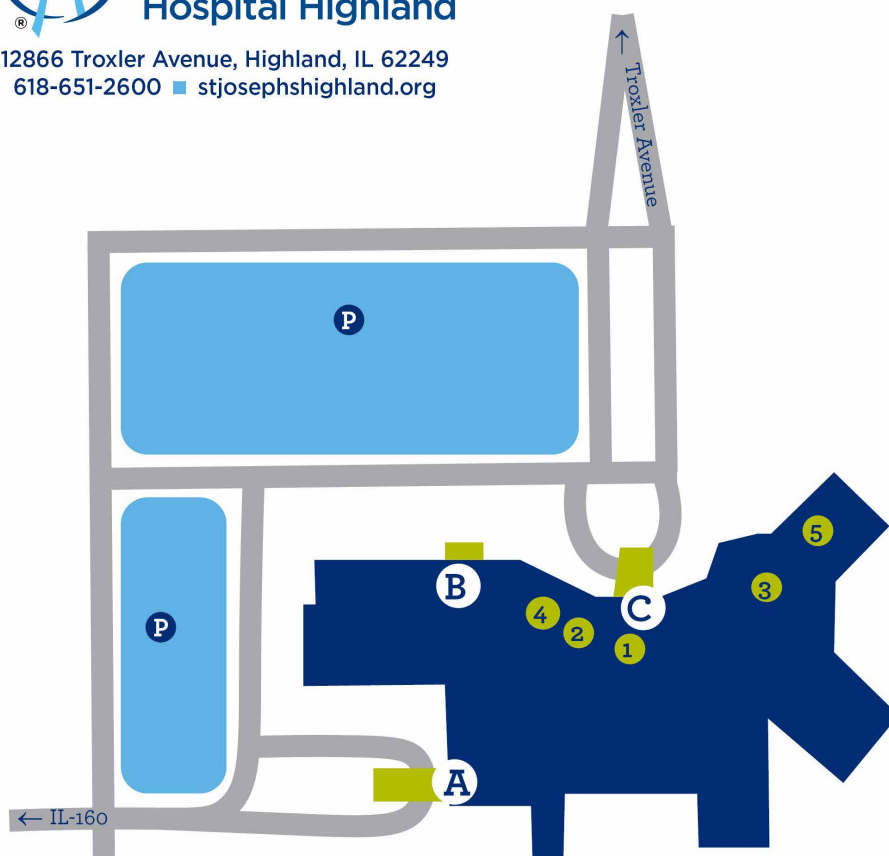 ®
Hospital Highland
12866 Troxler Avenue, Highland, IL 62249
618-651-2600 ■ stjosephshighland.org
← Troxler Avenue
P
5
B
C
3
4
2
P
1
A
← IL-160